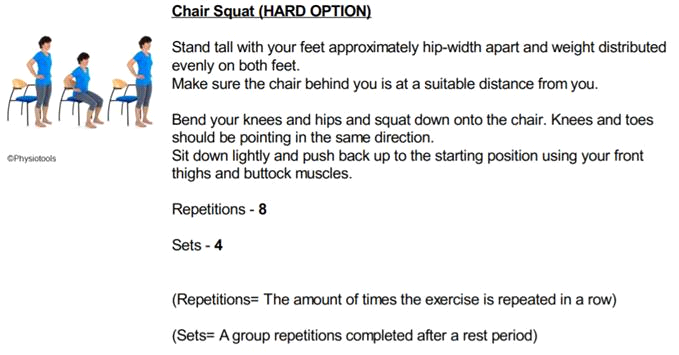 Chair Squat (HARD OPTION)
Stand tall with your feet approximately hip-width apart and weight distributed
evenly on both feet.
Make sure the chair behind you is at a suitable distance from you.
Bend your knees and hips and squat down onto the chair. Knees and toes
should be pointing in the same direction.
Sit down lightly and push back up to the starting position using your front
thighs and buttock muscles.
©Physiotools
Repetitions - 8
Sets - 4
(Repetitions= The amount of times the exercise is repeated in a row)
(Sets= A group repetitions completed after a rest period)